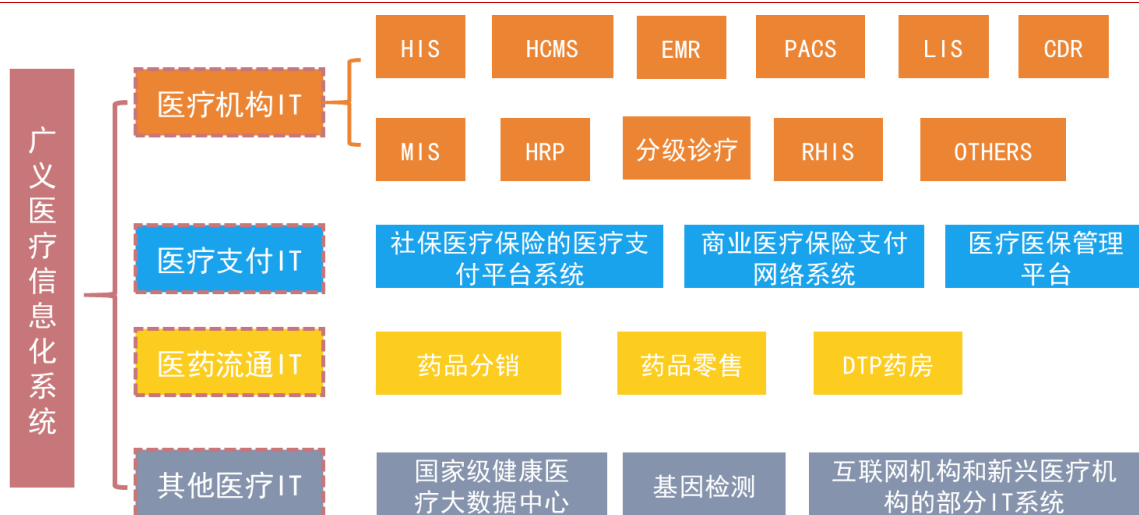 广义医疗信息化系统
医疗机构IT
HIS
HCMS
EMR
PACS
LIS
CDR
MIS
HRP
分级诊疗
RHIS
OTHERS
医疗支付IT
社保医疗保险的医疗支
付平台系统
商业医疗保险支付
网络系统
医疗医保管理
平台
医药流通IT
药品分销
药品零售
DTP药房
其他医疗IT
国家级健康医
疗大数据中心
基因检测
互联网机构和新兴医疗机
构的部分IT系统